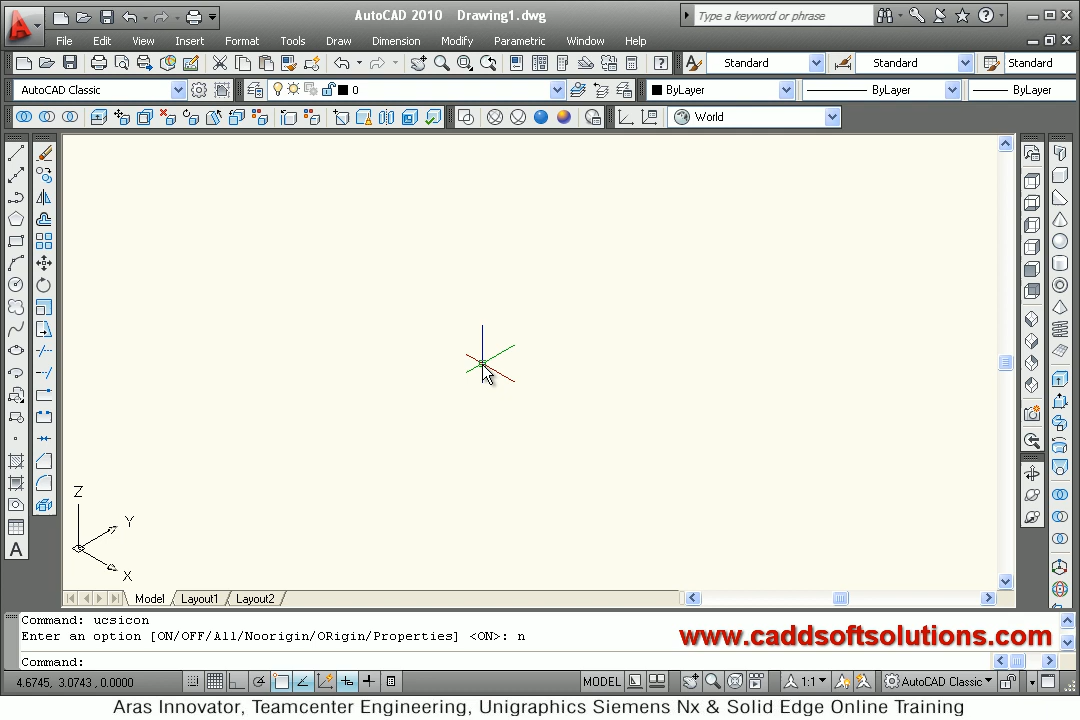 AutoCAD 2010 Drawing1.dwg
Type a keyword or phrase
File Edit View Insert Format Tools Draw Dimension Modify Parametric Window Help
Standard Standard Standard
AutoCAD Classic 0 ByLayer ByLayer ByLayer
World
Z
Y
X
A
Model Layout1 Layout2
Command: ucsicon
Enter an option [ON/OFF/All/Noorigin/ORigin/Properties] <ON>: n
www.caddsoftsolutions.com
Command:
4.6745, 3.0743 , 0.0000 MODEL 1:1 AutoCAD Classic
Aras Innovator, Teamcenter Engineering, Unigraphics Siemens Nx & Solid Edge Online Training